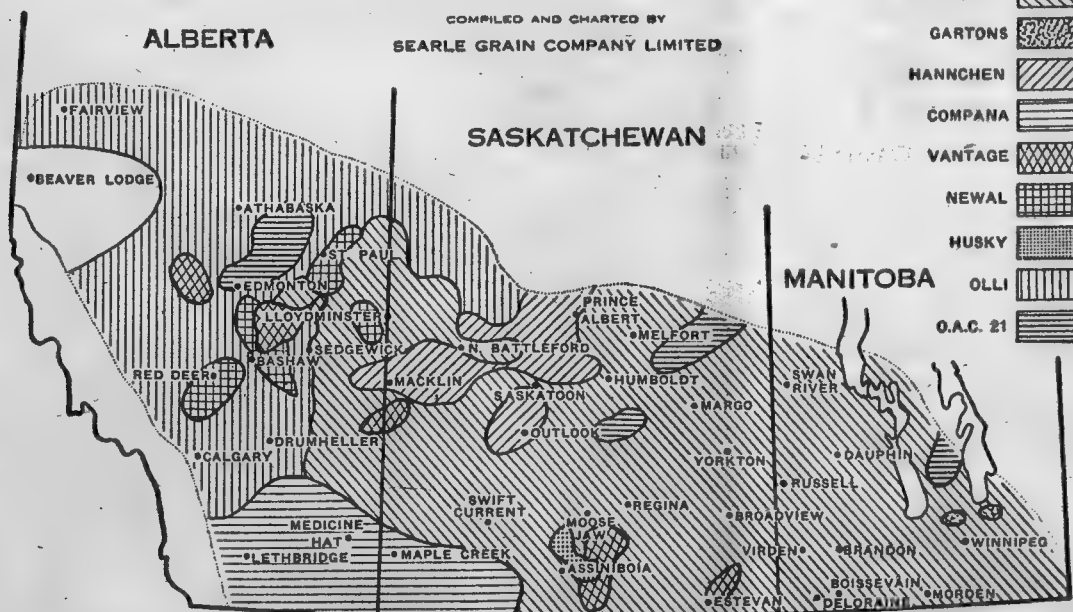 COMPILED AND CHARTED BY
SEARLE GRAIN COMPANY LIMITED
ALBERTA
SASKATCHEWAN
MANITOBA
GARTONS
HANNCHEN
COMPANA
VANTAGE
NEWAL
HUSKY
OLLI
O.A.C. 21
FAIRVIEW
BEAVER LODGE
ATHABASKA
ST. PAUL
EDMONTON
LLOYDMINSTER
PRINCE
ALBERT
MELFORT
BASHAW
SEDGEWICK
N. BATTLEFORD
RED DEER
MACKLIN
HUMBOLDT
SWAN
RIVER
SASKATOON
MARGO
OUTLOOK
DRUMHELLER
CALGARY
YORKTON
DAUPHIN
RUSSELL
SWIFT
CURRENT
REGINA
MEDICINE
HAT
MOOSE
JAW
BROADVIEW
WINNIPEG
LETHBRIDGE
MAPLE CREEK
VIRDEN
BRANDON
ASSINIBOIA
BOISSEVAIN
MORDEN
ESTEVAN
DELORAINE